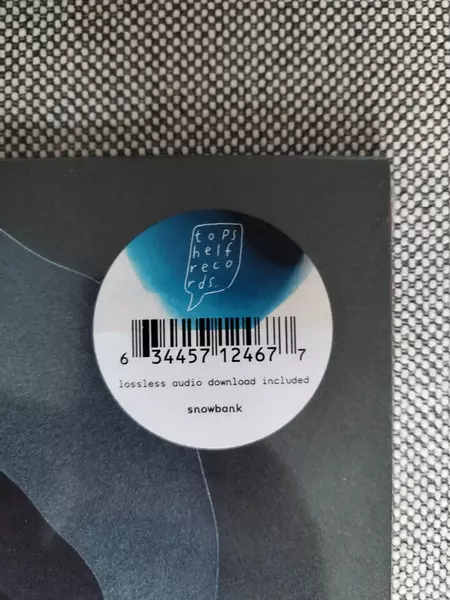 tops
helf
reco
rds.
6 34457 12467 7
lossless audio download included
snowbank